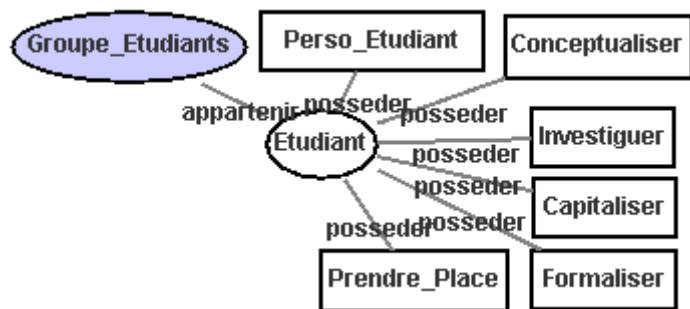 Groupe_Etudiants
Perso_Etudiant
Conceptualiser
appartenir
posseder
posseder
Etudiant
Investiguer
posseder
posseder
Capitaliser
posseder
posseder
Prendre_Place
Formaliser